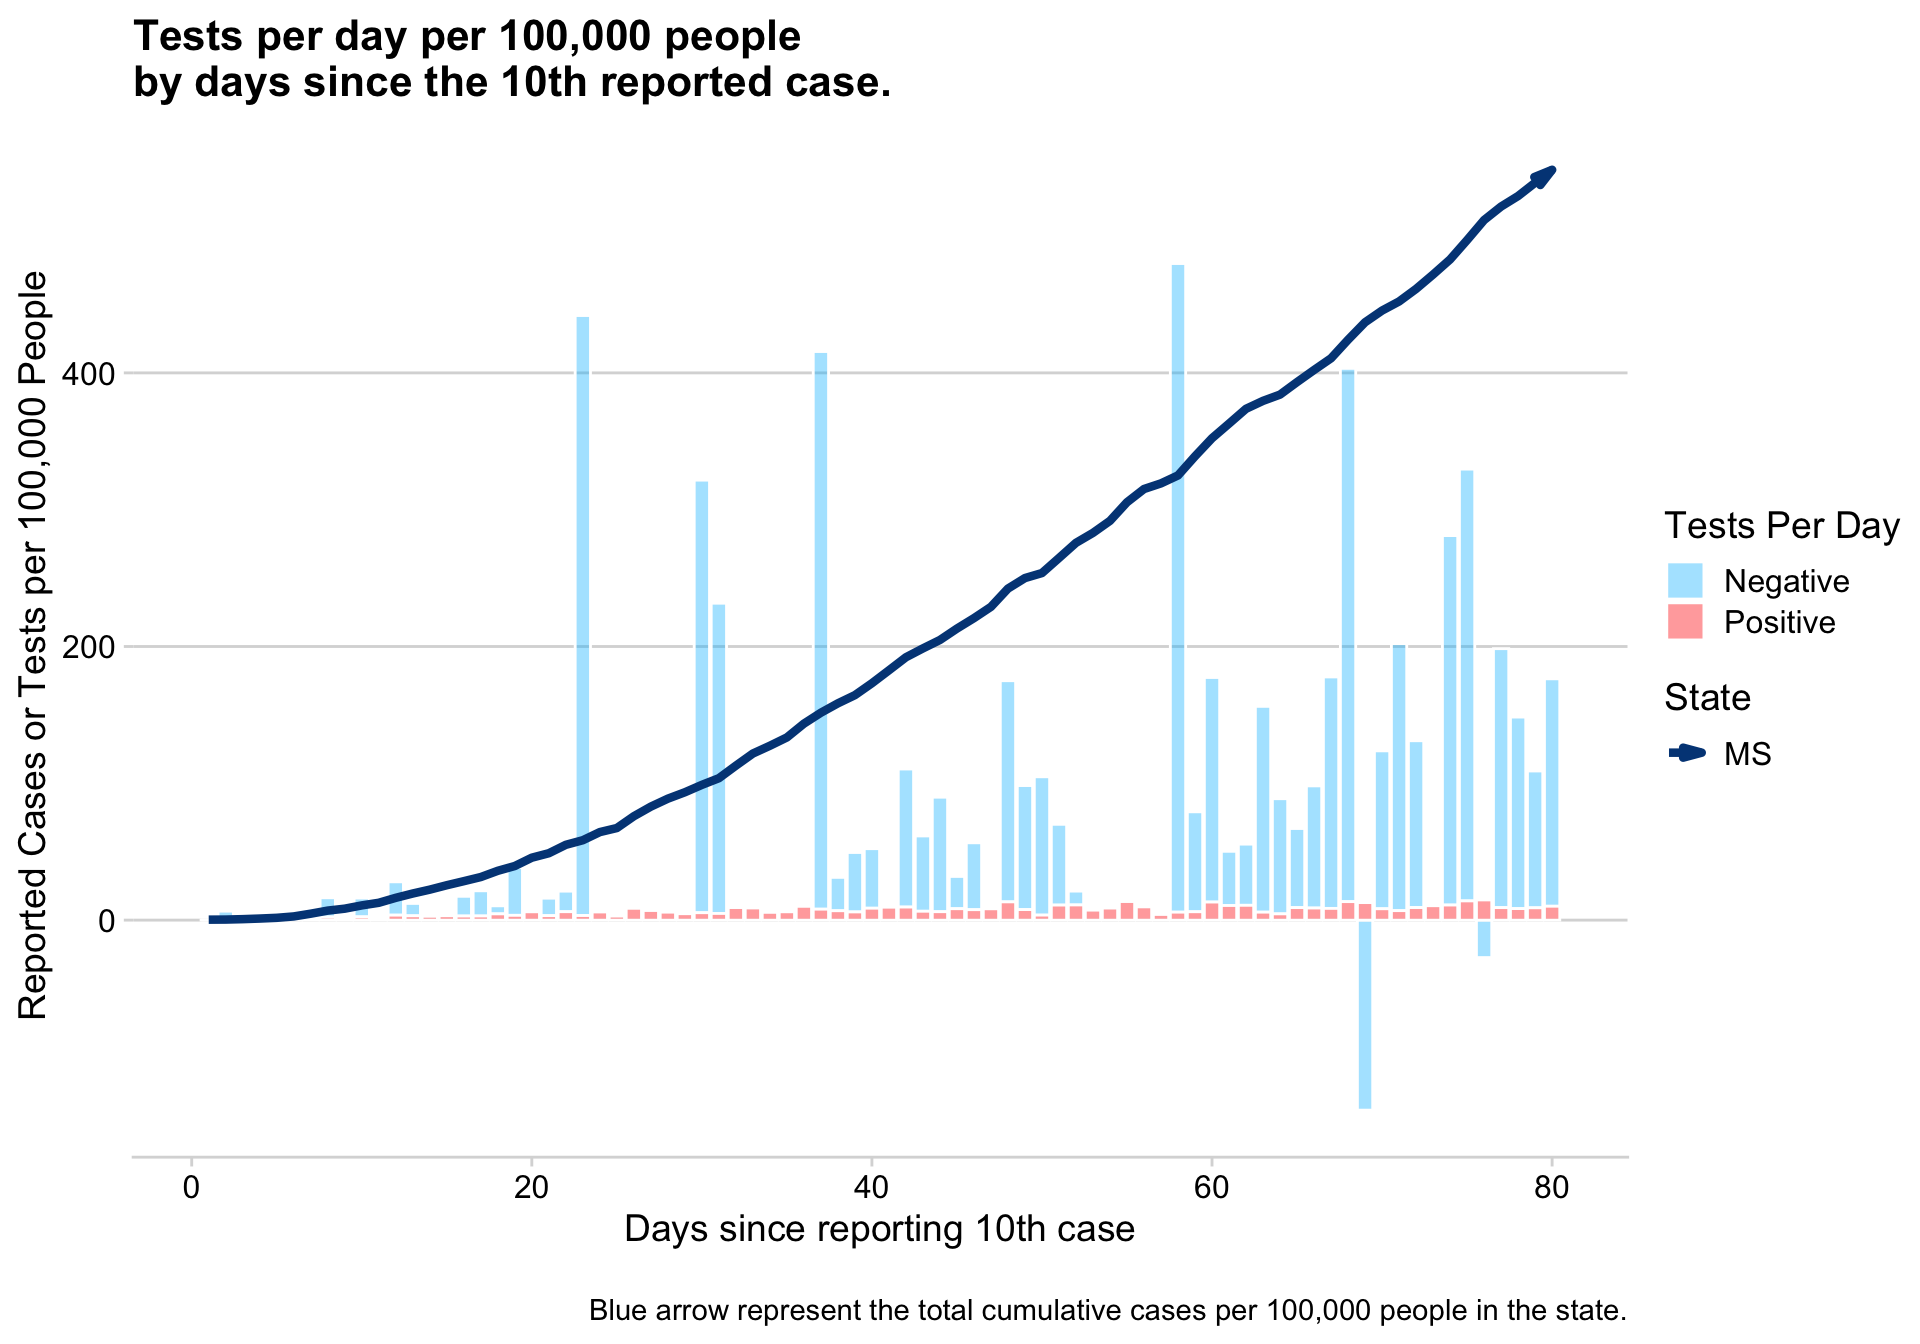 Tests per day per 100,000 people
by days since the 10th reported case.
Reported Cases or Tests per 100,000 People
400
200
0
0
20
40
60
80
Days since reporting 10th case
Tests Per Day
Negative
Positive
State
MS
Blue arrow represent the total cumulative cases per 100,000 people in the state.